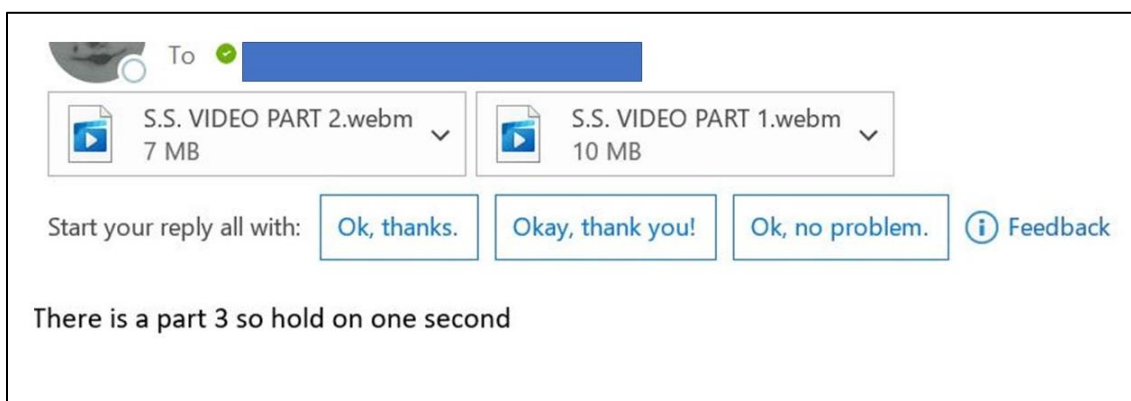 To
S.S. VIDEO PART 2.webm
7 MB
S.S. VIDEO PART 1.webm
10 MB
Start your reply all with: Ok, thanks. Okay, thank you! Ok, no problem. Feedback
There is a part 3 so hold on one second